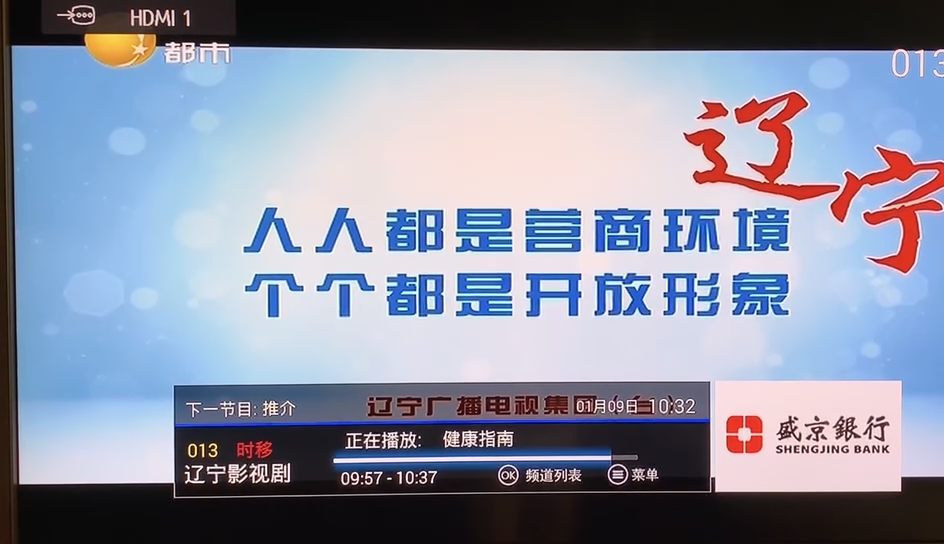 HDMI 1
都市
013
辽宁
人人都是营商环境
个个都是开放形象
下一节目: 推介
辽宁广播电视集团（台）
01月09日 10:32
013 时移
正在播放: 健康指南
辽宁影视剧
09:57 - 10:37
OK 频道列表
菜单
盛京銀行
SHENGJING BANK